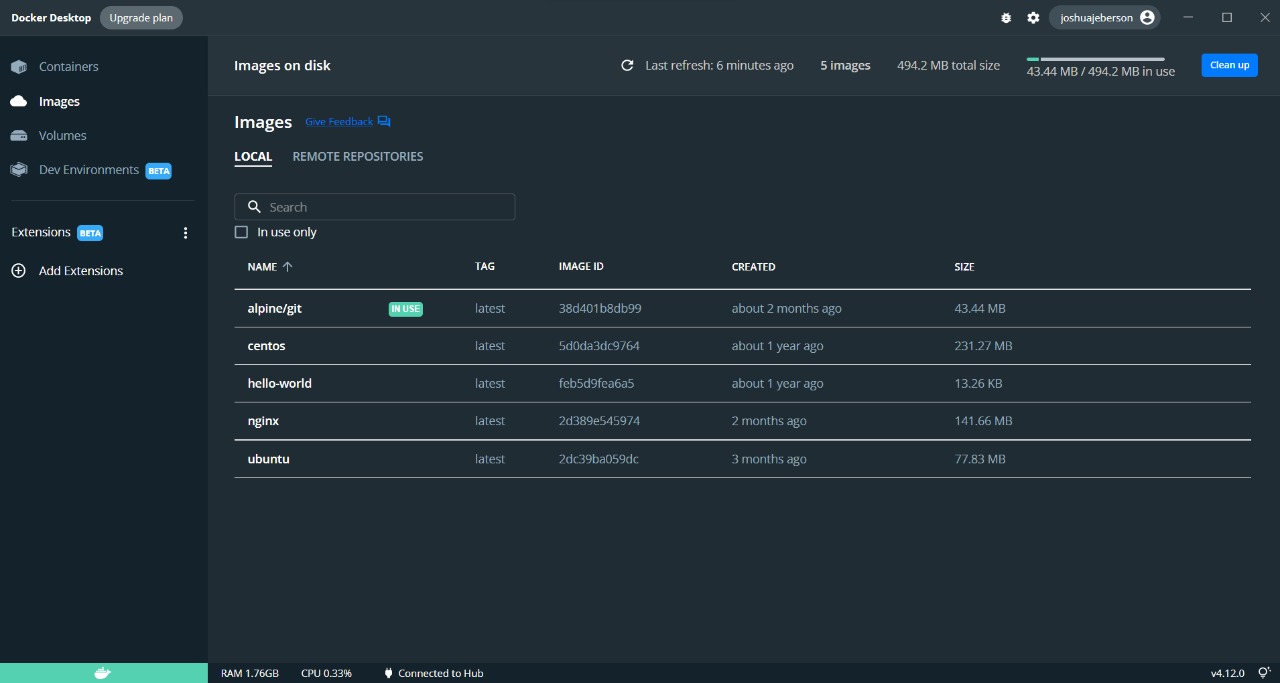 Docker Desktop Upgrade plan joshuajeberson
Containers
Images
Volumes
Dev Environments BETA
Extensions BETA
Add Extensions
Images on disk Last refresh: 6 minutes ago 5 images 494.2 MB total size 43.44 MB / 494.2 MB in use Clean up
Images Give Feedback
LOCAL REMOTE REPOSITORIES
Search
In use only
NAME TAG IMAGE ID CREATED SIZE
alpine/git IN USE latest 38d401b8db99 about 2 months ago 43.44 MB
centos latest 5d0da3dc9764 about 1 year ago 231.27 MB
hello-world latest feb5d9fea6a5 about 1 year ago 13.26 KB
nginx latest 2d389e545974 2 months ago 141.66 MB
ubuntu latest 2dc39ba059dc 3 months ago 77.83 MB
RAM 1.76GB CPU 0.33% Connected to Hub v4.12.0